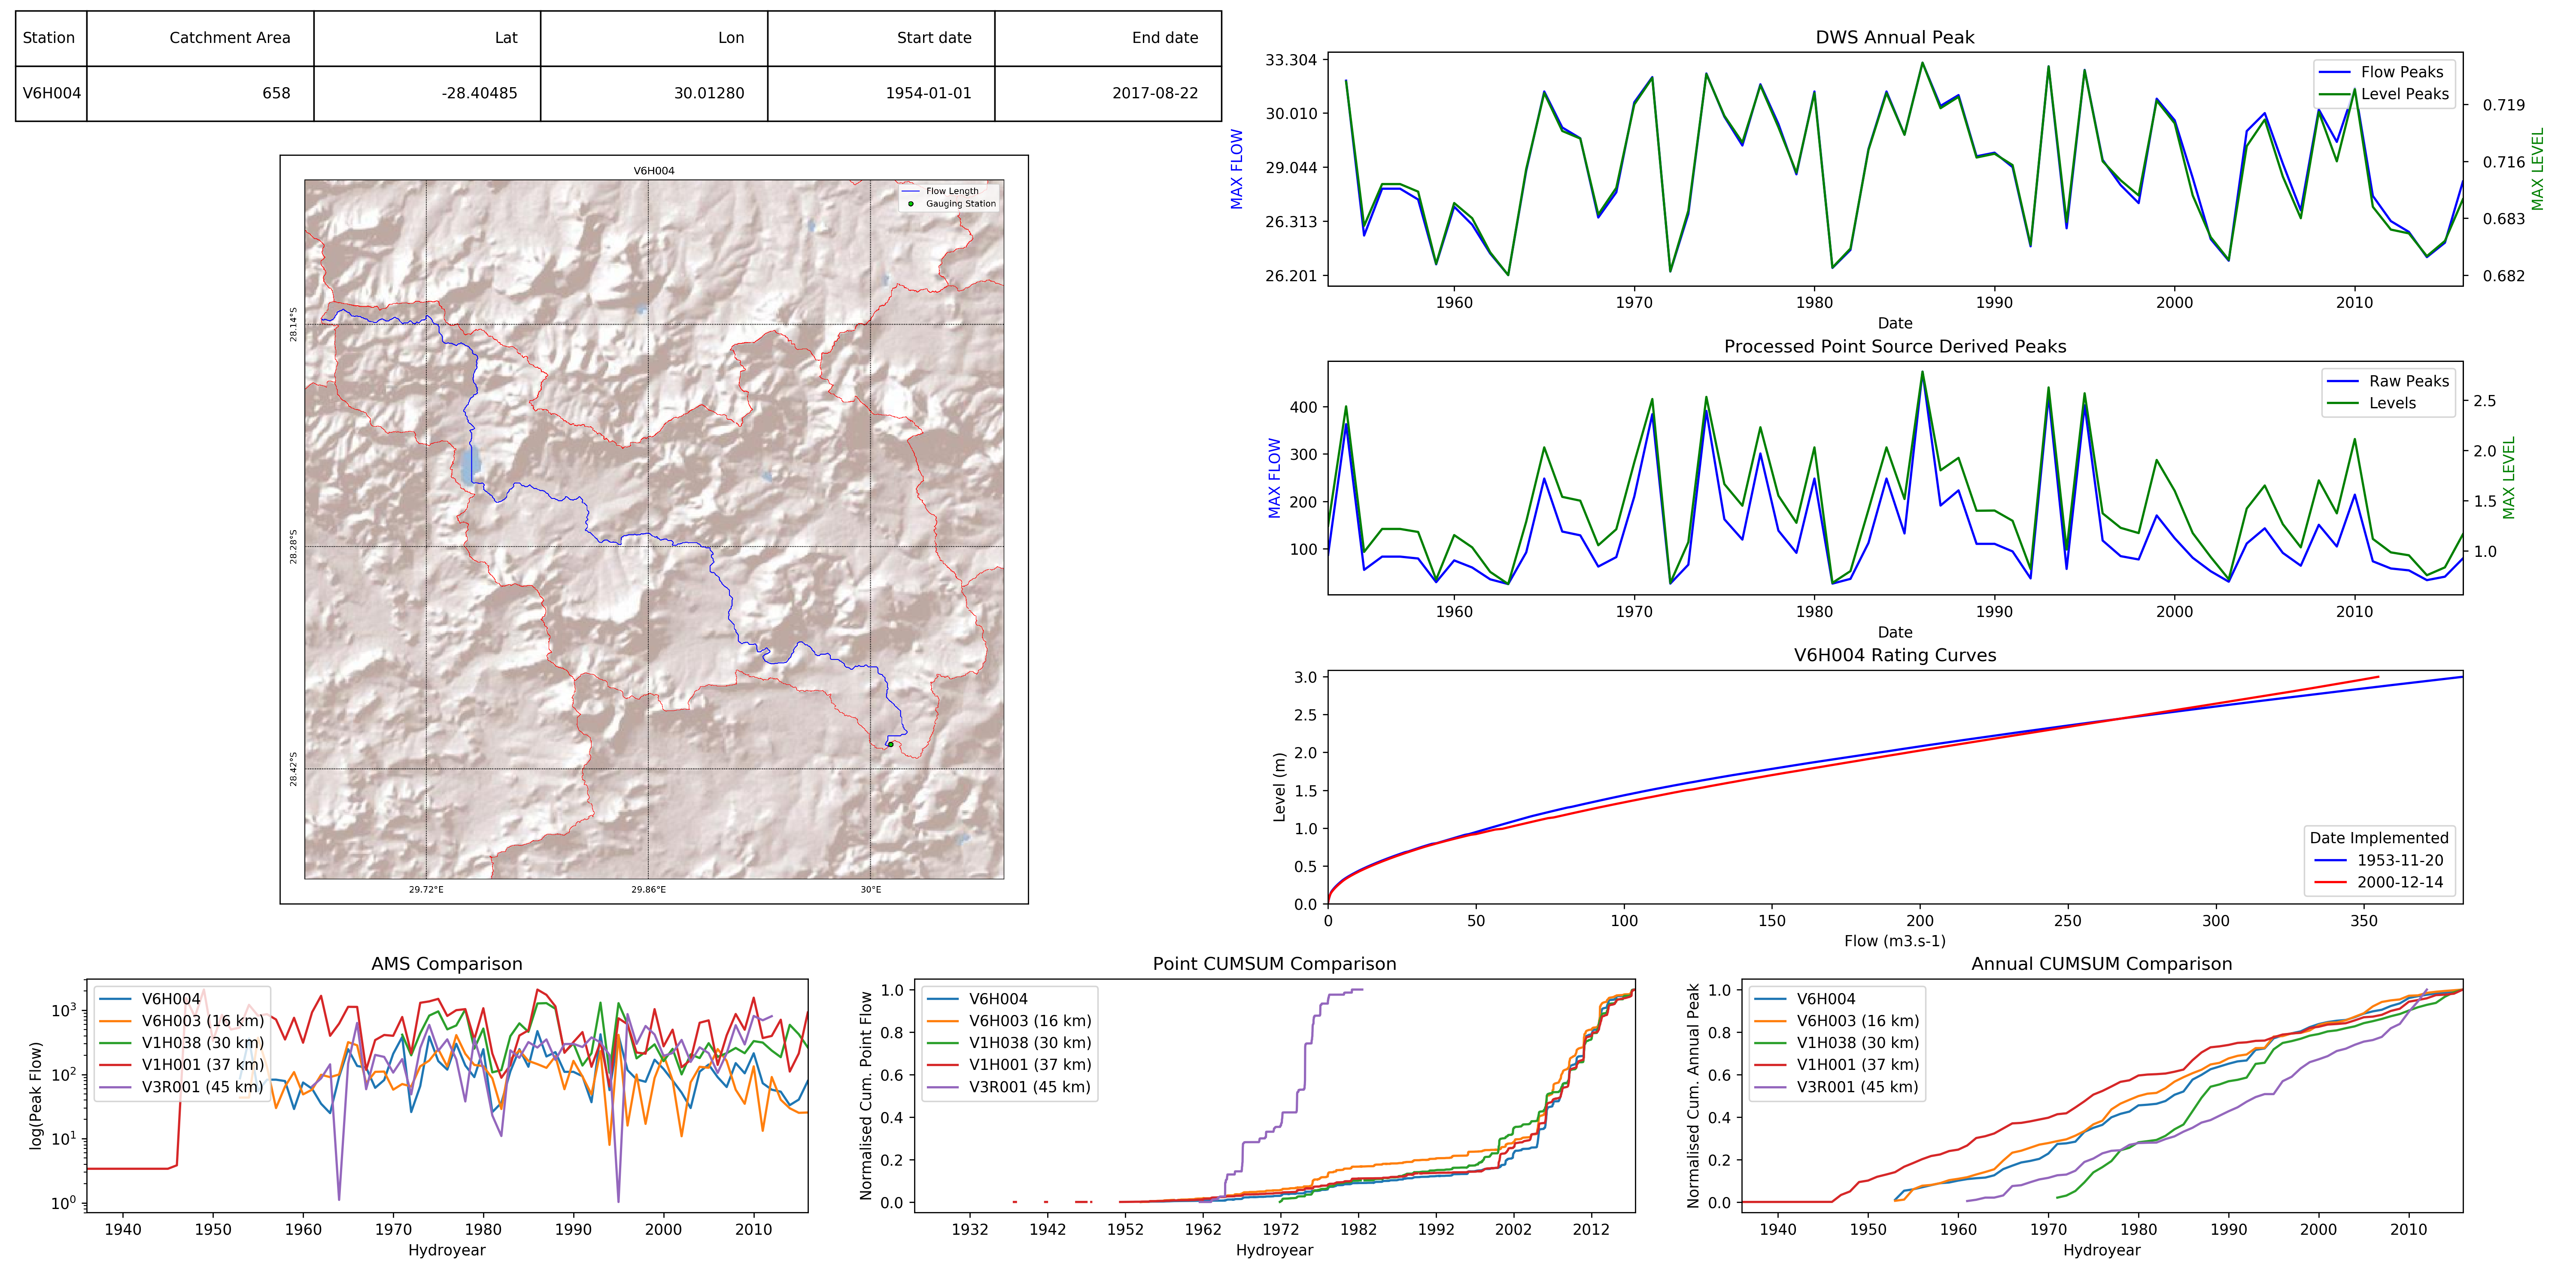 Station Catchment Area Lat Lon Start date End date
V6H004 658 -28.40485 30.01280 1954-01-01 2017-08-22
V6H004
Flow Length
Gauging Station
28.14°S
28.28°S
28.42°S
29.72°E 29.86°E 30°E
DWS Annual Peak
MAX FLOW
33.304
30.010
29.044
26.313
26.201
Flow Peaks
Level Peaks
0.719
0.716
0.683
0.682
MAX LEVEL
1960 1970 1980 1990 2000 2010
Date
Processed Point Source Derived Peaks
MAX FLOW
400
300
200
100
Raw Peaks
Levels
2.5
2.0
1.5
1.0
MAX LEVEL
1960 1970 1980 1990 2000 2010
Date
V6H004 Rating Curves
Level (m)
3.0
2.5
2.0
1.5
1.0
0.5
0.0
Date Implemented
1953-11-20
2000-12-14
0 50 100 150 200 250 300 350
Flow (m3.s-1)
AMS Comparison
log(Peak Flow)
10³
10²
10¹
10⁰
V6H004
V6H003 (16 km)
V1H038 (30 km)
V1H001 (37 km)
V3R001 (45 km)
1940 1950 1960 1970 1980 1990 2000 2010
Hydroyear
Point CUMSUM Comparison
Normalised Cum. Point Flow
1.0
0.8
0.6
0.4
0.2
0.0
V6H004
V6H003 (16 km)
V1H038 (30 km)
V1H001 (37 km)
V3R001 (45 km)
1932 1942 1952 1962 1972 1982 1992 2002 2012
Hydroyear
Annual CUMSUM Comparison
Normalised Cum. Annual Peak
1.0
0.8
0.6
0.4
0.2
0.0
V6H004
V6H003 (16 km)
V1H038 (30 km)
V1H001 (37 km)
V3R001 (45 km)
1940 1950 1960 1970 1980 1990 2000 2010
Hydroyear